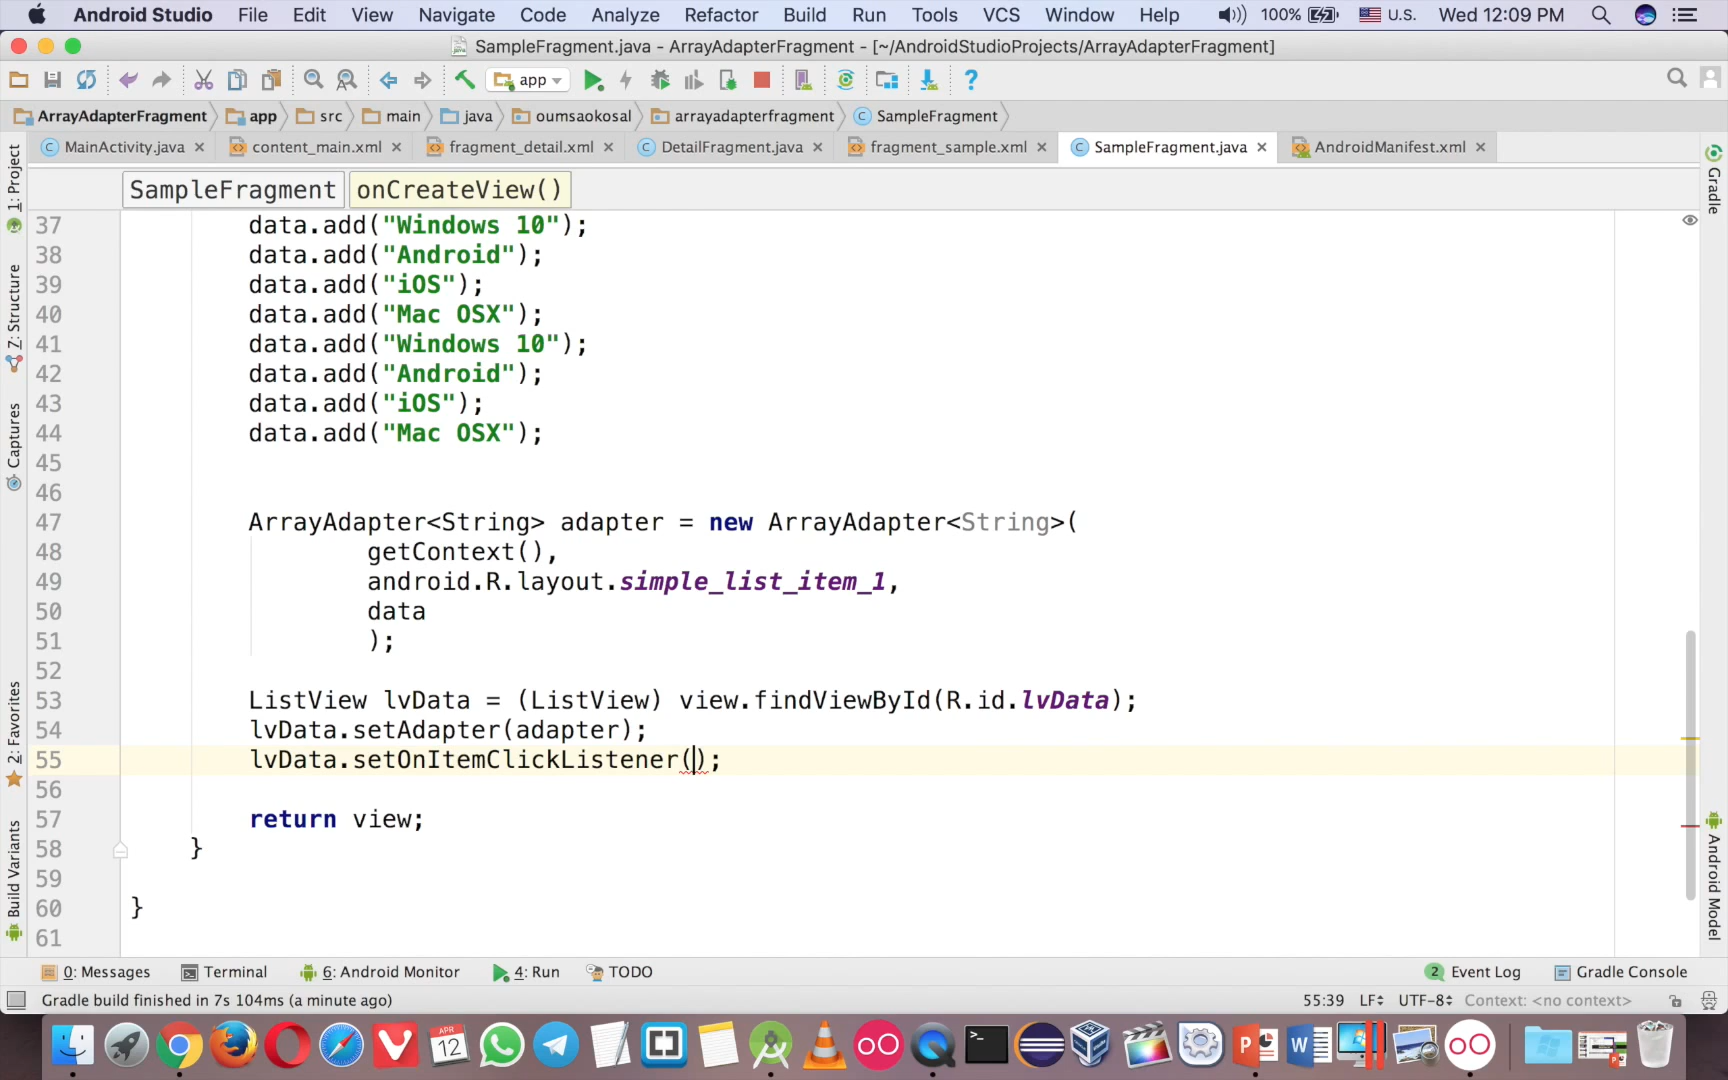 Android Studio File Edit View Navigate Code Analyze Refactor Build Run Tools VCS Window Help 100% U.S. Wed 12:09 PM
SampleFragment.java - ArrayAdapterFragment - [~/AndroidStudioProjects/ArrayAdapterFragment]
app
ArrayAdapterFragment app src main java oumsaokosal arrayadapterfragment SampleFragment
MainActivity.java content_main.xml fragment_detail.xml DetailFragment.java fragment_sample.xml SampleFragment.java AndroidManifest.xml
SampleFragment onCreateView()
1: Project
Z: Structure
Captures
2: Favorites
Build Variants
37 data.add("Windows 10");
38 data.add("Android");
39 data.add("iOS");
40 data.add("Mac OSX");
41 data.add("Windows 10");
42 data.add("Android");
43 data.add("iOS");
44 data.add("Mac OSX");
45
46
47 ArrayAdapter<String> adapter = new ArrayAdapter<String>(
48 getContext(),
49 android.R.layout.simple_list_item_1,
50 data
51 );
52
53 ListView lvData = (ListView) view.findViewById(R.id.lvData);
54 lvData.setAdapter(adapter);
55 lvData.setOnItemClickListener();
56
57 return view;
58 }
59
60 }
61
Gradle
Android Model
0: Messages Terminal 6: Android Monitor 4: Run TODO 2 Event Log Gradle Console
Gradle build finished in 7s 104ms (a minute ago) 55:39 LF÷ UTF-8÷ Context: <no context>
APR
12